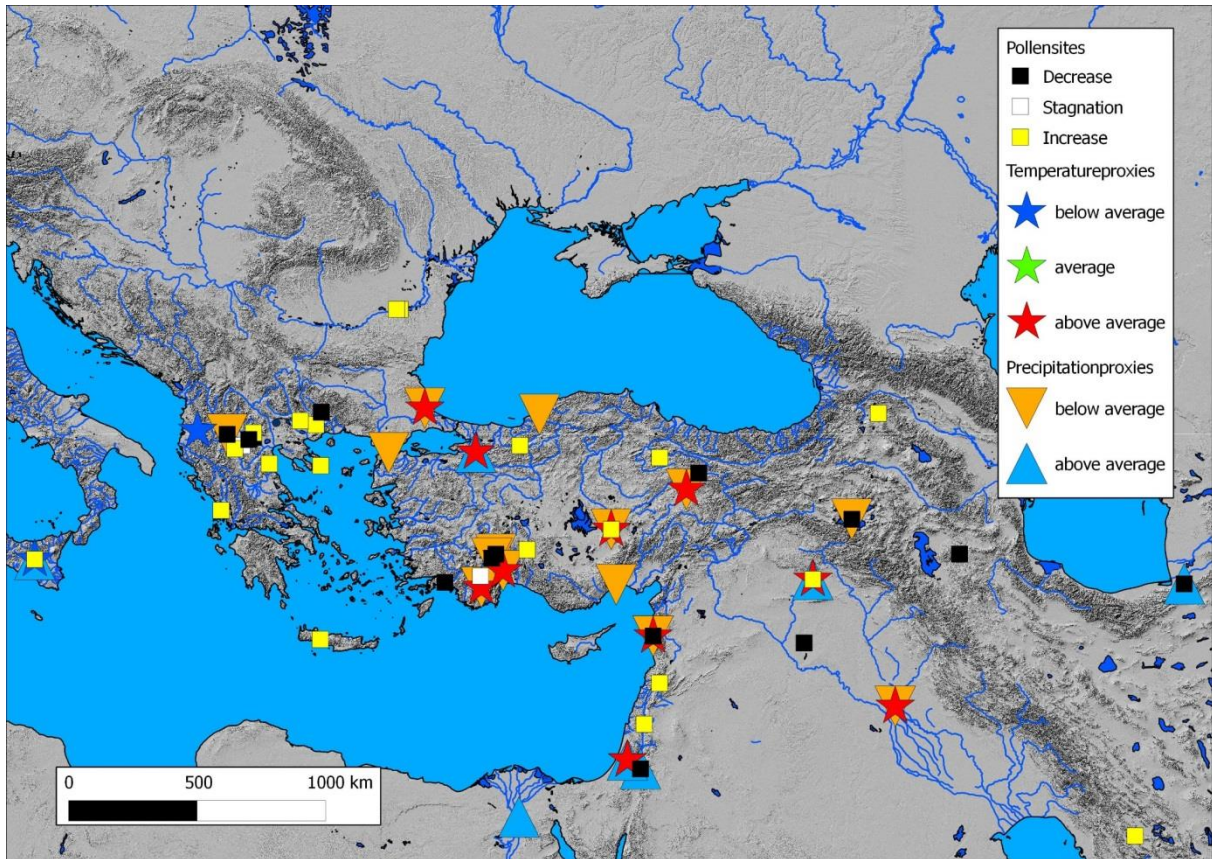 Pollensites
Decrease
Stagnation
Increase
Temperatureproxies
below average
average
above average
Precipitationproxies
below average
above average
0 500 1000 km